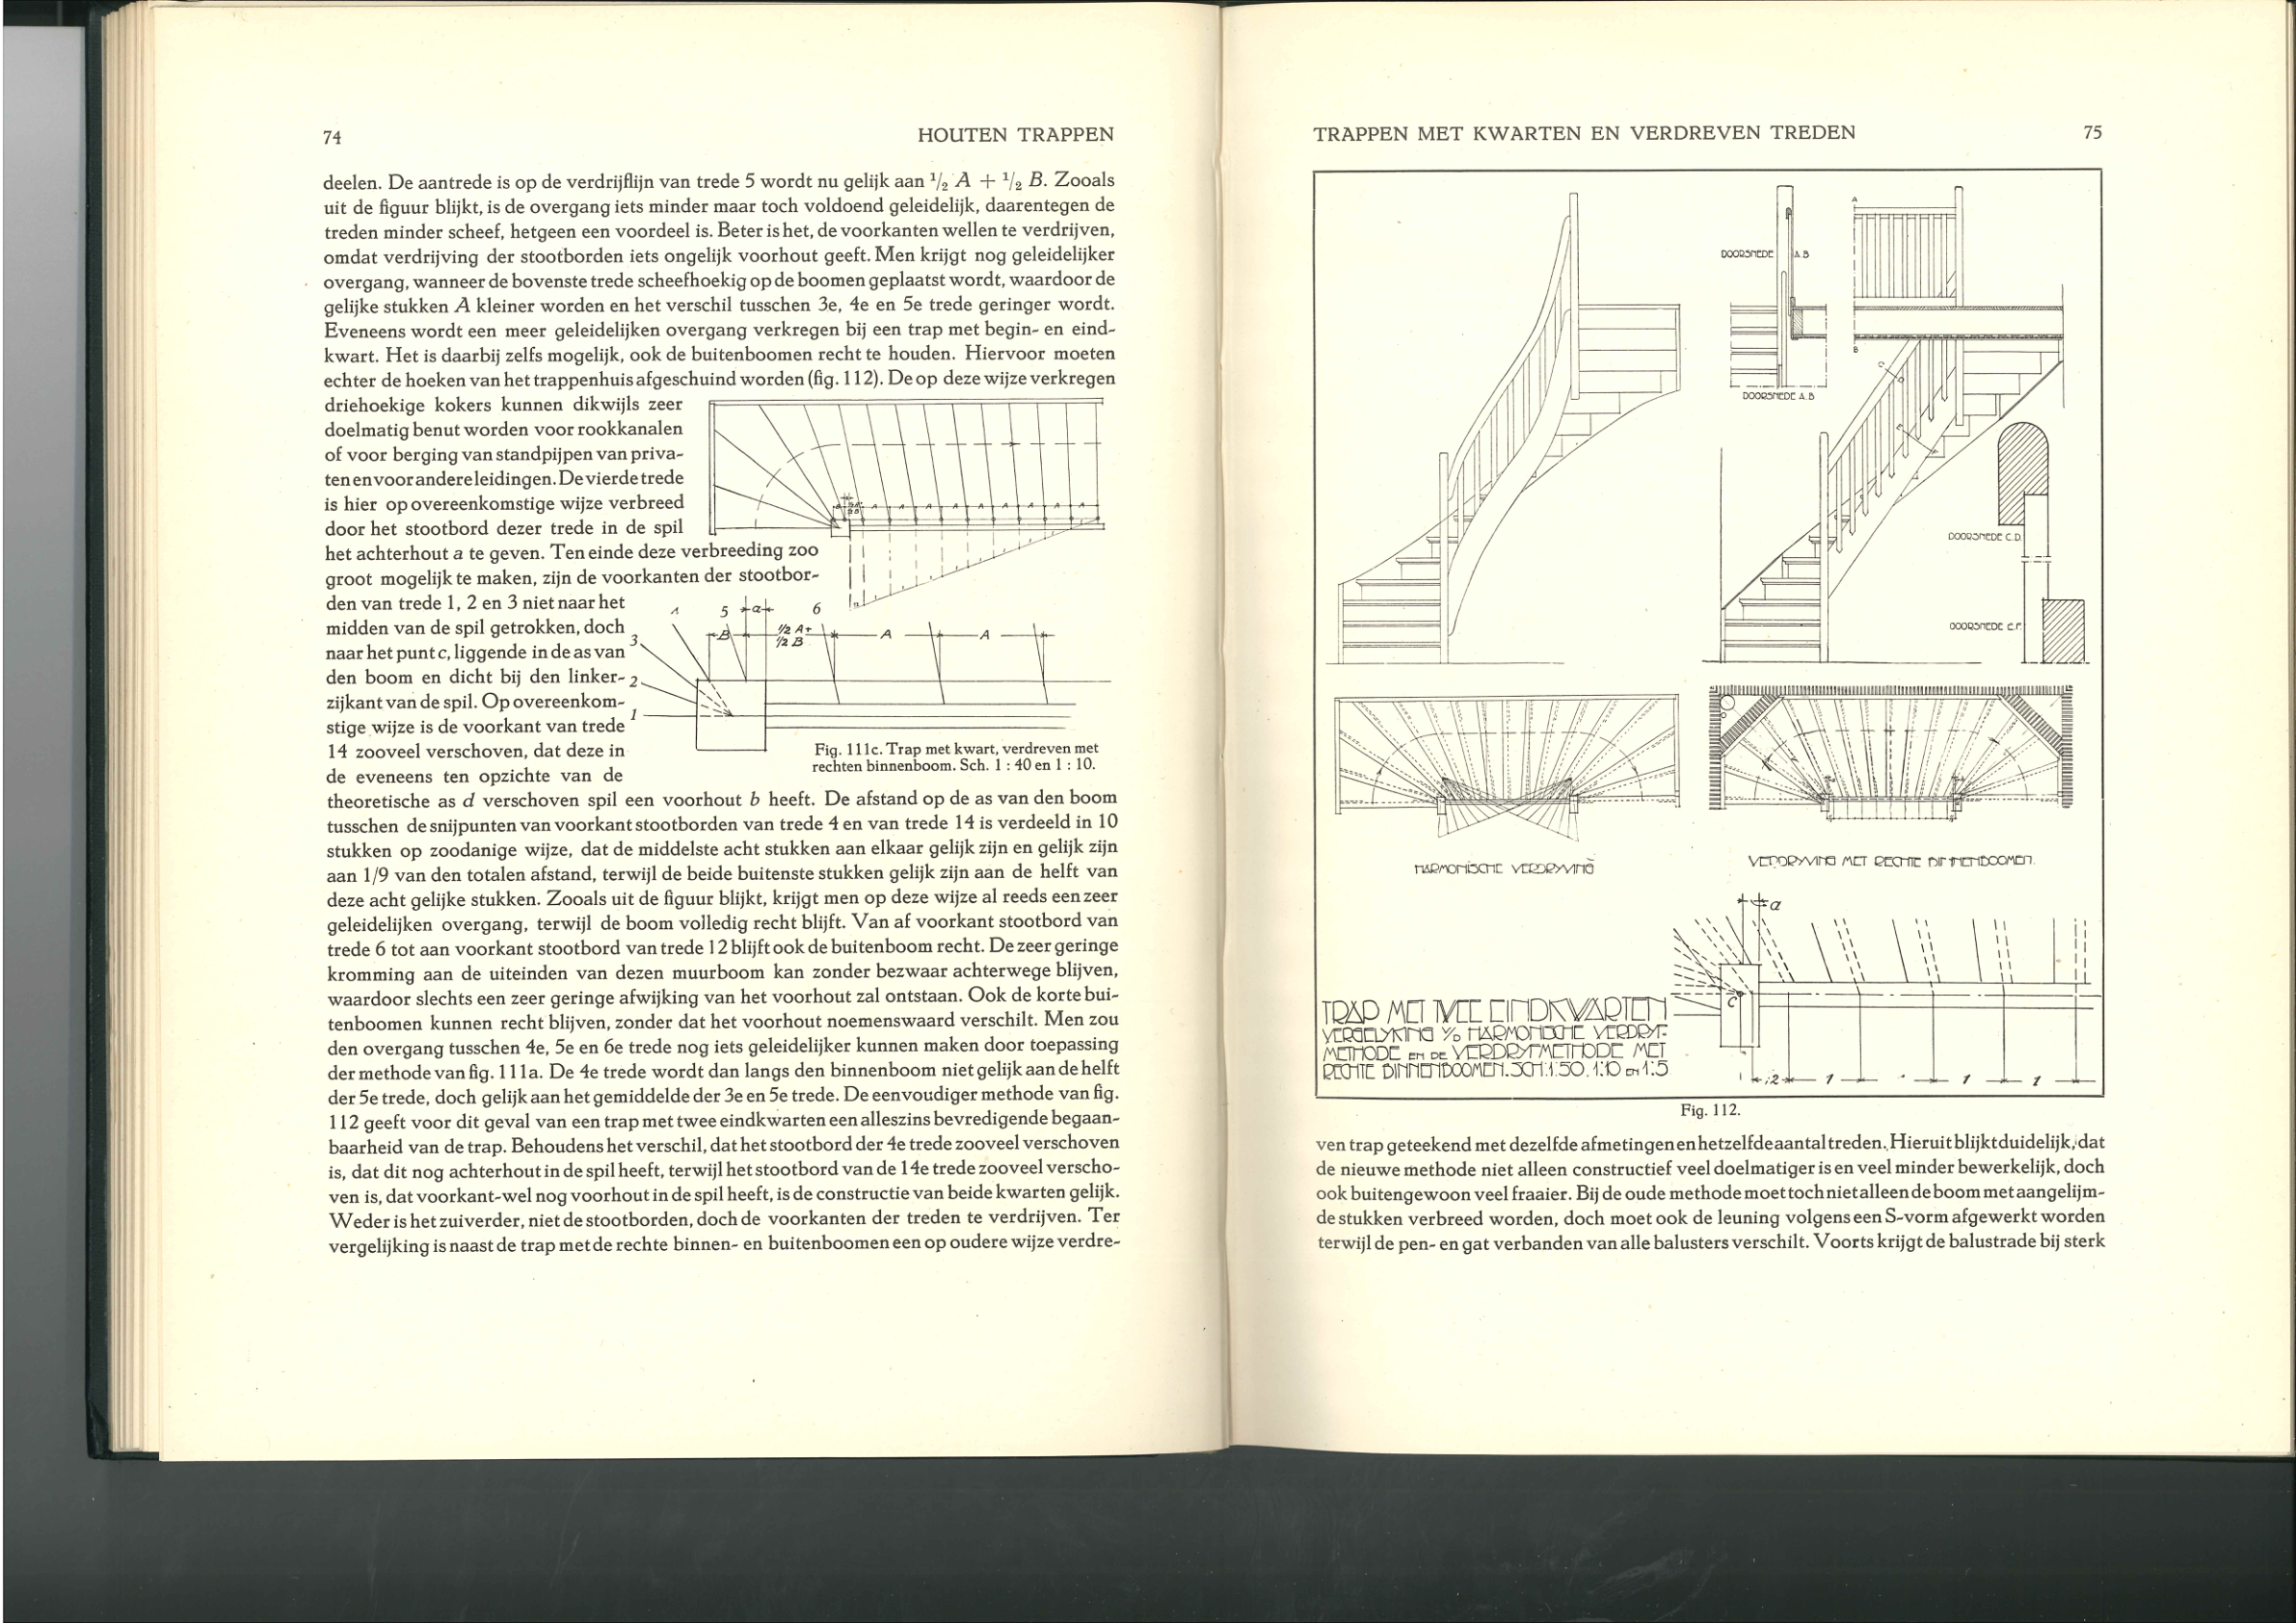 74
HOUTEN TRAPPEN
deelen. De aantrede is op de verdrijflijn van trede 5 wordt nu gelijk aan ¹/₂ A + ¹/₂ B. Zooals
uit de figuur blijkt, is de overgang iets minder maar toch voldoend geleidelijk, daarentegen de
treden minder scheef, hetgeen een voordeel is. Beter is het, de voorkanten wellen te verdrijven,
omdat verdrijving der stootborden iets ongelijk voorhout geeft. Men krijgt nog geleidelijker
overgang, wanneer de bovenste trede scheefhoekig op de boomen geplaatst wordt, waardoor de
gelijke stukken A kleiner worden en het verschil tusschen 3e, 4e en 5e trede geringer wordt.
Eveneens wordt een meer geleidelijken overgang verkregen bij een trap met begin- en eind-
kwart. Het is daarbij zelfs mogelijk, ook de buitenboomen recht te houden. Hiervoor moeten
echter de hoeken van het trappenhuis afgeschuind worden (fig. 112). De op deze wijze verkregen
driehoekige kokers kunnen dikwijls zeer
doelmatig benut worden voor rookkanalen
of voor berging van standpijpen van priva-
ten en voor andere leidingen. De vierde trede
is hier op overeenkomstige wijze verbreed
door het stootbord dezer trede in de spil
het achterhout a te geven. Ten einde deze verbreeding zoo
groot mogelijk te maken, zijn de voorkanten der stootbor-
den van trede 1, 2 en 3 niet naar het
midden van de spil getrokken, doch
naar het punt c, liggende in de as van
den boom en dicht bij den linker-
zijkant van de spil. Op overeenkom-
stige wijze is de voorkant van trede
14 zooveel verschoven, dat deze in
de eveneens ten opzichte van de
theoretische as d verschoven spil een voorhout b heeft. De afstand op de as van den boom
tusschen de snijpunten van voorkant stootborden van trede 4 en van trede 14 is verdeeld in 10
stukken op zoodanige wijze, dat de middelste acht stukken aan elkaar gelijk zijn en gelijk zijn
aan 1/9 van den totalen afstand, terwijl de beide buitenste stukken gelijk zijn aan de helft van
deze acht gelijke stukken. Zooals uit de figuur blijkt, krijgt men op deze wijze al reeds een zeer
geleidelijken overgang, terwijl de boom volledig recht blijft. Van af voorkant stootbord van
trede 6 tot aan voorkant stootbord van trede 12 blijft ook de buitenboom recht. De zeer geringe
kromming aan de uiteinden van dezen muurboom kan zonder bezwaar achterwege blijven,
waardoor slechts een zeer geringe afwijking van het voorhout zal ontstaan. Ook de korte bui-
tenboomen kunnen recht blijven, zonder dat het voorhout noemenswaard verschilt. Men zou
den overgang tusschen 4e, 5e en 6e trede nog iets geleidelijker kunnen maken door toepassing
der methode van fig. 111a. De 4e trede wordt dan langs den binnenboom niet gelijk aan de helft
der 5e trede, doch gelijk aan het gemiddelde der 3e en 5e trede. De eenvoudiger methode van fig.
112 geeft voor dit geval van een trap met twee eindkwarten een alleszins bevredigende begaan-
baarheid van de trap. Behoudens het verschil, dat het stootbord der 4e trede zooveel verschoven
is, dat dit nog achterhout in de spil heeft, terwijl het stootbord van de 14e trede zooveel verscho-
ven is, dat voorkant-wel nog voorhout in de spil heeft, is de constructie van beide kwarten gelijk.
Weder is het zuiverder, niet de stootborden, doch de voorkanten der treden te verdrijven. Ter
vergelijking is naast de trap met de rechte binnen- en buitenboomen een op oudere wijze verdre-
A A A A A A A A A
1 5 a 6
3 B ½ A+ ½ B A A
2
1
Fig. 111c. Trap met kwart, verdreven met
rechten binnenboom. Sch. 1 : 40 en 1 : 10.
TRAPPEN MET KWARTEN EN VERDREVEN TREDEN
75
DOORSNEDE A.B
A
B
DOORSNEDE A.B
C
D
E
DOORSNEDE C.D.
DOORSNEDE E.F.
HARMONISCHE VERDRYVING
VERDRYVING MET RECHTE BINNENBOOMEN.
a
C
TRAP MET TWEE EINDKWARTEN
VERGELYKING V/D HARMONISCHE VERDRYF-
METHODE EN DE VERDRYFMETHODE MET
RECHTE BINNENBOOMEN. SCH. 1:50. 1:10 EN 1:5
½ 1 1 1
Fig. 112.
ven trap geteekend met dezelfde afmetingen en hetzelfde aantal treden. Hieruit blijkt duidelijk, dat
de nieuwe methode niet alleen constructief veel doelmatiger is en veel minder bewerkelijk, doch
ook buitengewoon veel fraaier. Bij de oude methode moet toch niet alleen de boom met aangelijm-
de stukken verbreed worden, doch moet ook de leuning volgens een S-vorm afgewerkt worden
terwijl de pen- en gat verbanden van alle balusters verschilt. Voorts krijgt de balustrade bij sterk